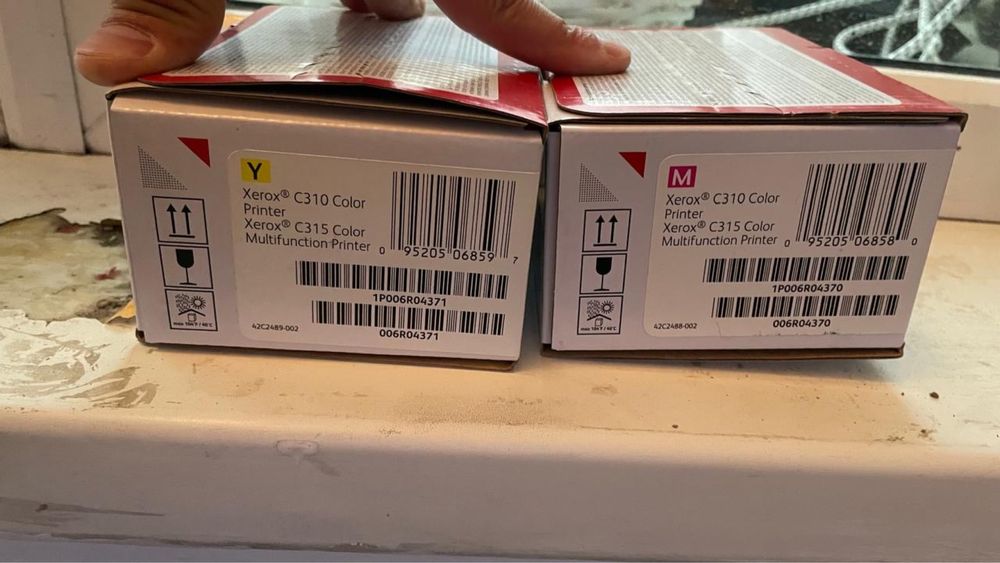 Y
Xerox® C310 Color
Printer
Xerox® C315 Color
Multifunction Printer
0 95205 06859 7
1P006R04371
006R04371
42C2489-002
M
Xerox® C310 Color
Printer
Xerox® C315 Color
Multifunction Printer
0 95205 06858 0
1P006R04370
006R04370
42C2488-002